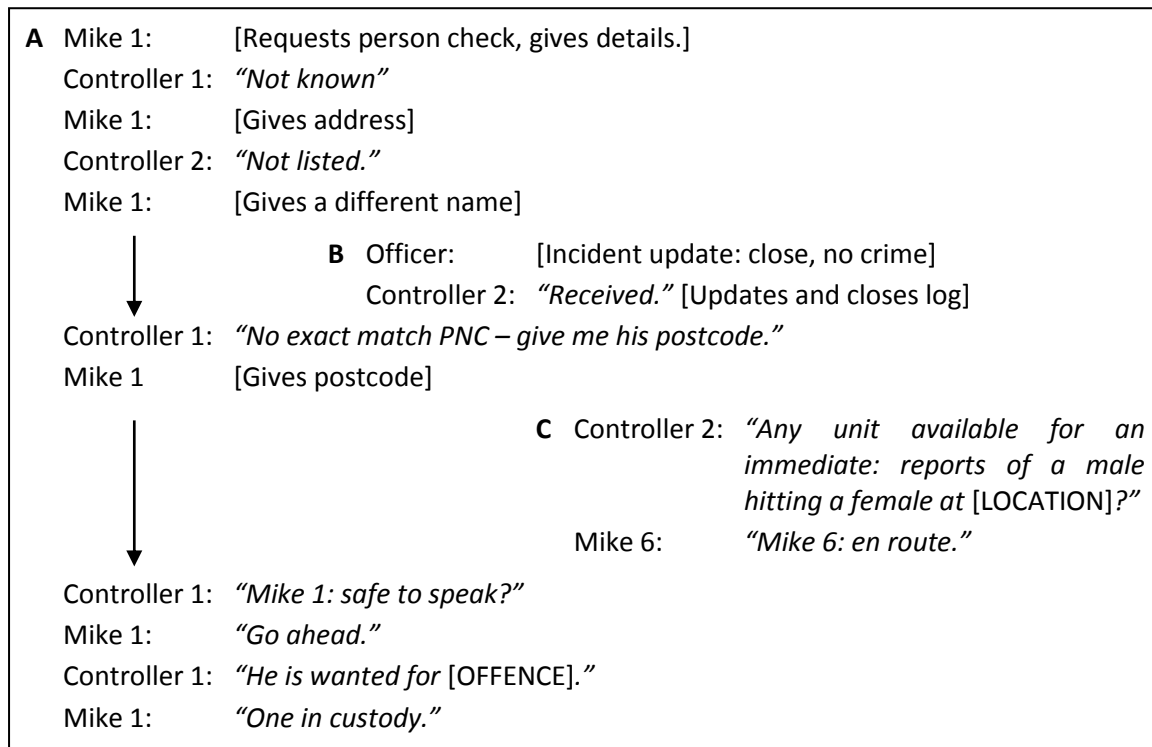 A Mike 1: [Requests person check, gives details.]
Controller 1: “Not known”
Mike 1: [Gives address]
Controller 2: “Not listed.”
Mike 1: [Gives a different name]
B Officer: [Incident update: close, no crime]
Controller 2: “Received.” [Updates and closes log]
Controller 1: “No exact match PNC – give me his postcode.”
Mike 1 [Gives postcode]
C Controller 2: “Any unit available for an
immediate: reports of a male
hitting a female at [LOCATION]?”
Mike 6: “Mike 6: en route.”
Controller 1: “Mike 1: safe to speak?”
Mike 1: “Go ahead.”
Controller 1: “He is wanted for [OFFENCE].”
Mike 1: “One in custody.”